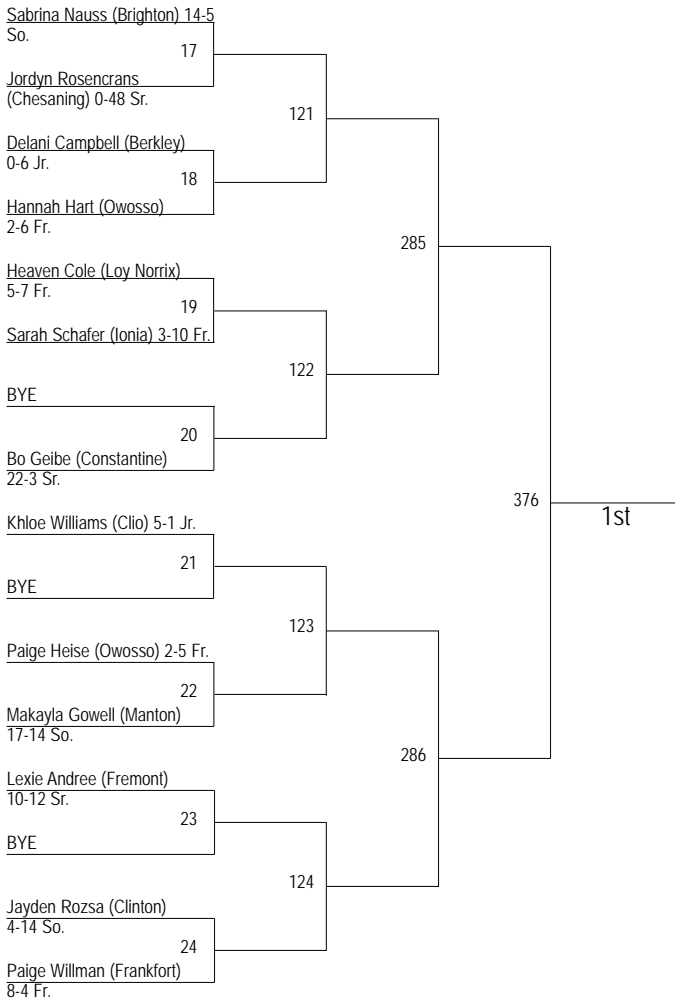 Sabrina Nauss (Brighton) 14-5
So.
17
Jordyn Rosencrans
(Chesaning) 0-48 Sr.
121
Delani Campbell (Berkley)
0-6 Jr.
18
Hannah Hart (Owosso)
2-6 Fr.
285
Heaven Cole (Loy Norrix)
5-7 Fr.
19
Sarah Schafer (Ionia) 3-10 Fr.
122
BYE
20
Bo Geibe (Constantine)
22-3 Sr.
376
1st
Khloe Williams (Clio) 5-1 Jr.
21
BYE
123
Paige Heise (Owosso) 2-5 Fr.
22
Makayla Gowell (Manton)
17-14 So.
286
Lexie Andree (Fremont)
10-12 Sr.
23
BYE
124
Jayden Rozsa (Clinton)
4-14 So.
24
Paige Willman (Frankfort)
8-4 Fr.